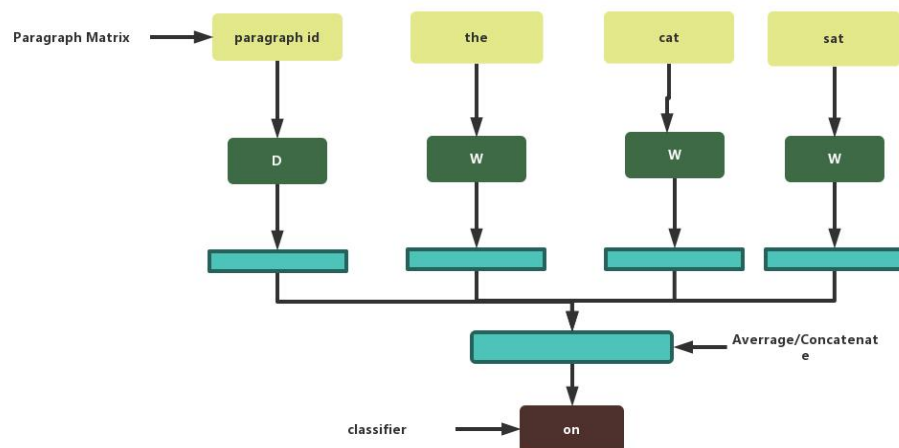 Paragraph Matrix
paragraph id
the
cat
sat
D
W
W
W
Averrage/Concatenat
e
classifier
on